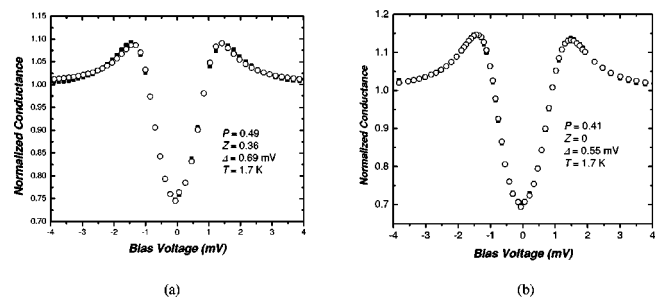 1.15
1.10
1.05
1.00
0.95
0.90
0.85
0.80
0.75
0.70
Normalized Conductance
P = 0.49
Z = 0.36
Δ = 0.69 mV
T = 1.7 K
-4 -3 -2 -1 0 1 2 3 4
Bias Voltage (mV)
(a)
1.2
1.1
1.0
0.9
0.8
0.7
Normalized Conductance
P = 0.41
Z = 0
Δ = 0.55 mV
T = 1.7 K
-4 -3 -2 -1 0 1 2 3 4
Bias Voltage (mV)
(b)